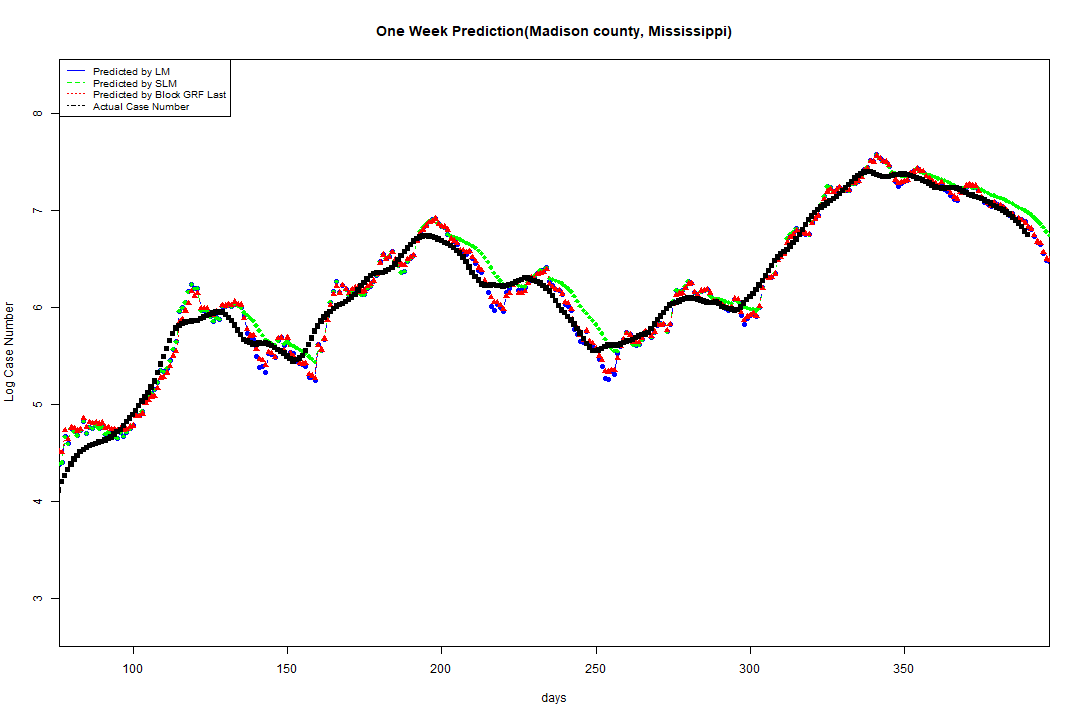 One Week Prediction(Madison county, Mississippi)
Predicted by LM
Predicted by SLM
Predicted by Block GRF Last
Actual Case Number
8
7
6
5
4
3
Log Case Number
100 150 200 250 300 350
days